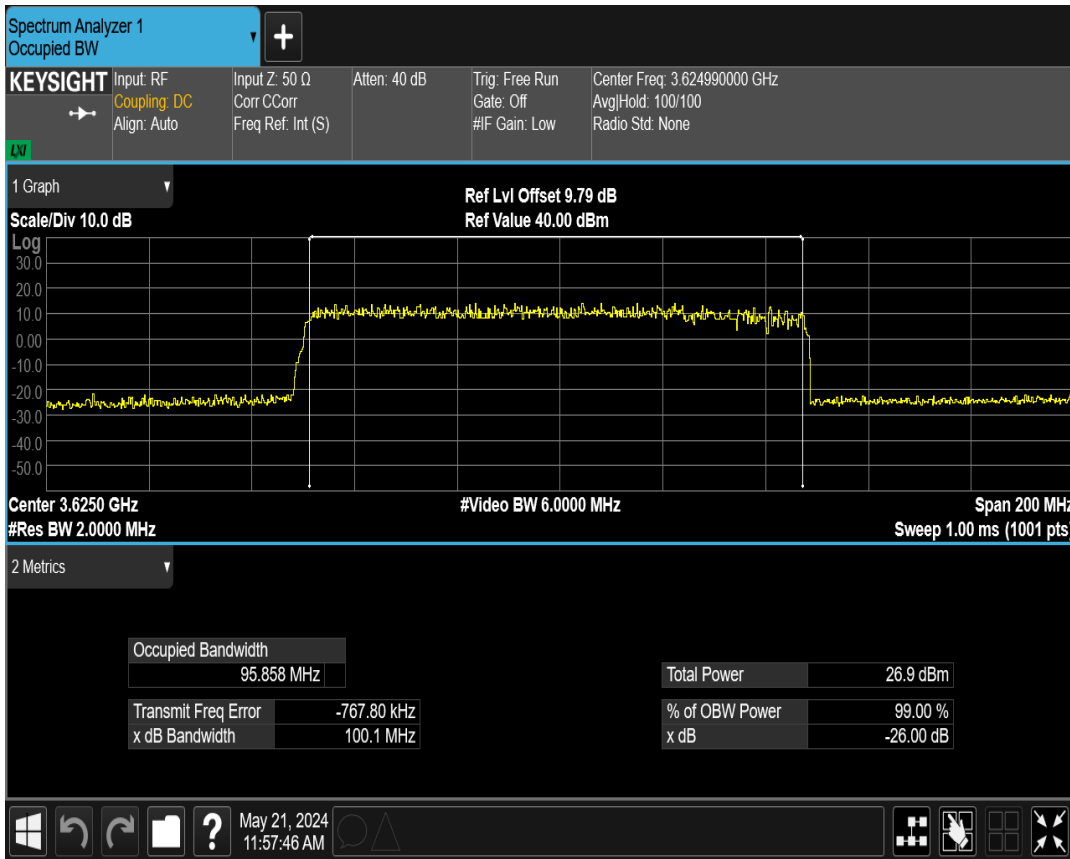 Spectrum Analyzer 1
Occupied BW
+
KEYSIGHT
LXI
Input: RF
Coupling: DC
Align: Auto
Input Z: 50 Ω
Corr CCorr
Freq Ref: Int (S)
Atten: 40 dB
Trig: Free Run
Gate: Off
#IF Gain: Low
Center Freq: 3.624990000 GHz
Avg|Hold: 100/100
Radio Std: None
1 Graph
Scale/Div 10.0 dB
Ref Lvl Offset 9.79 dB
Ref Value 40.00 dBm
Log
30.0
20.0
10.0
0.00
-10.0
-20.0
-30.0
-40.0
-50.0
Center 3.6250 GHz
#Video BW 6.0000 MHz
Span 200 MHz
#Res BW 2.0000 MHz
Sweep 1.00 ms (1001 pts)
2 Metrics
Occupied Bandwidth
95.858 MHz
Total Power 26.9 dBm
Transmit Freq Error -767.80 kHz
% of OBW Power 99.00 %
x dB Bandwidth 100.1 MHz
x dB -26.00 dB
?
May 21, 2024
11:57:46 AM